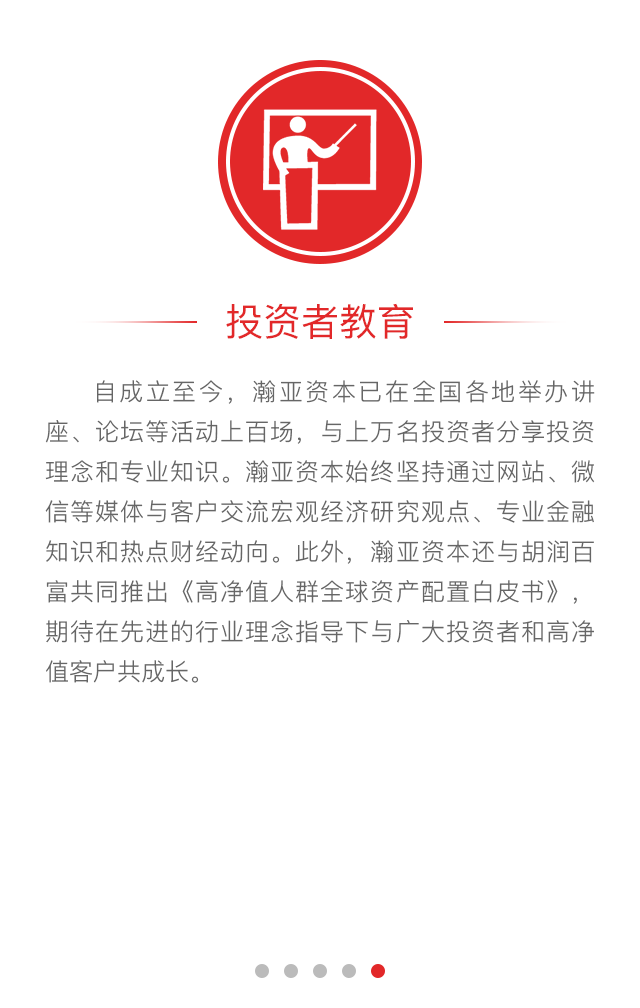 投资者教育
自成立至今，瀚亚资本已在全国各地举办讲
座、论坛等活动上百场，与上万名投资者分享投资
理念和专业知识。瀚亚资本始终坚持通过网站、微
信等媒体与客户交流宏观经济研究观点、专业金融
知识和热点财经动向。此外，瀚亚资本还与胡润百
富共同推出《高净值人群全球资产配置白皮书》，
期待在先进的行业理念指导下与广大投资者和高净
值客户共成长。